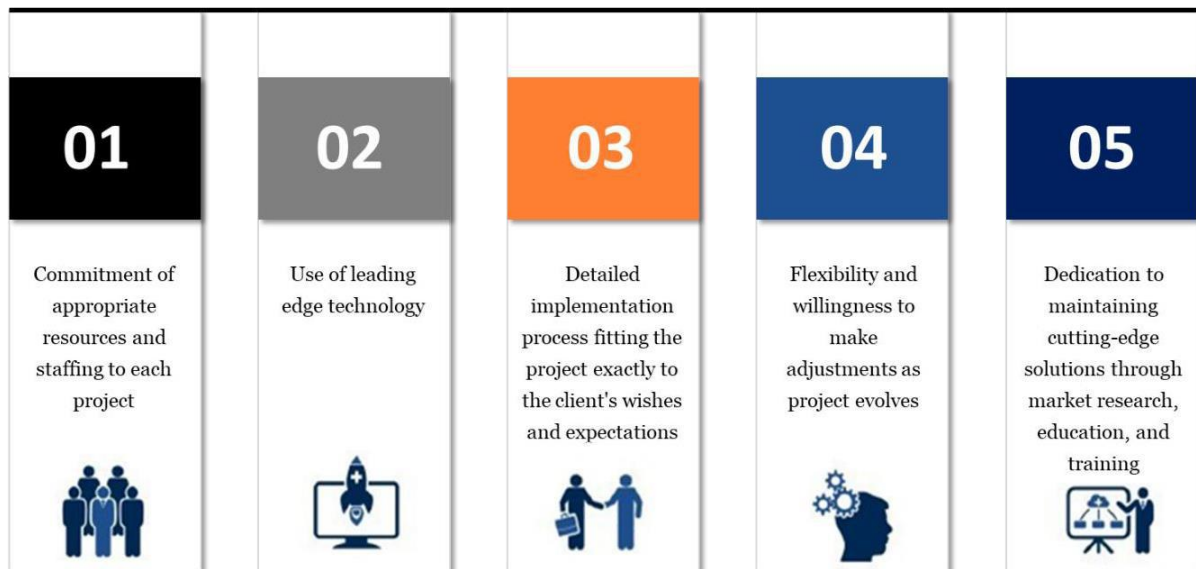 01
Commitment of
appropriate
resources and
staffing to each
project
02
Use of leading
edge technology
03
Detailed
implementation
process fitting the
project exactly to
the client's wishes
and expectations
04
Flexibility and
willingness to
make
adjustments as
project evolves
05
Dedication to
maintaining
cutting-edge
solutions through
market research,
education, and
training